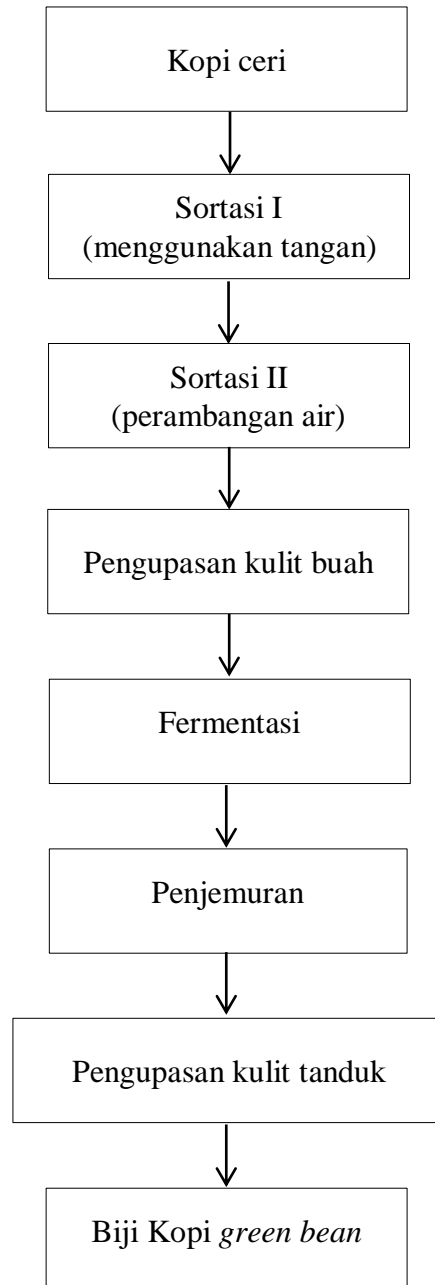 Kopi ceri
Sortasi I
(menggunakan tangan)
Sortasi II
(perambangan air)
Pengupasan kulit buah
Fermentasi
Penjemuran
Pengupasan kulit tanduk
Biji Kopi green bean